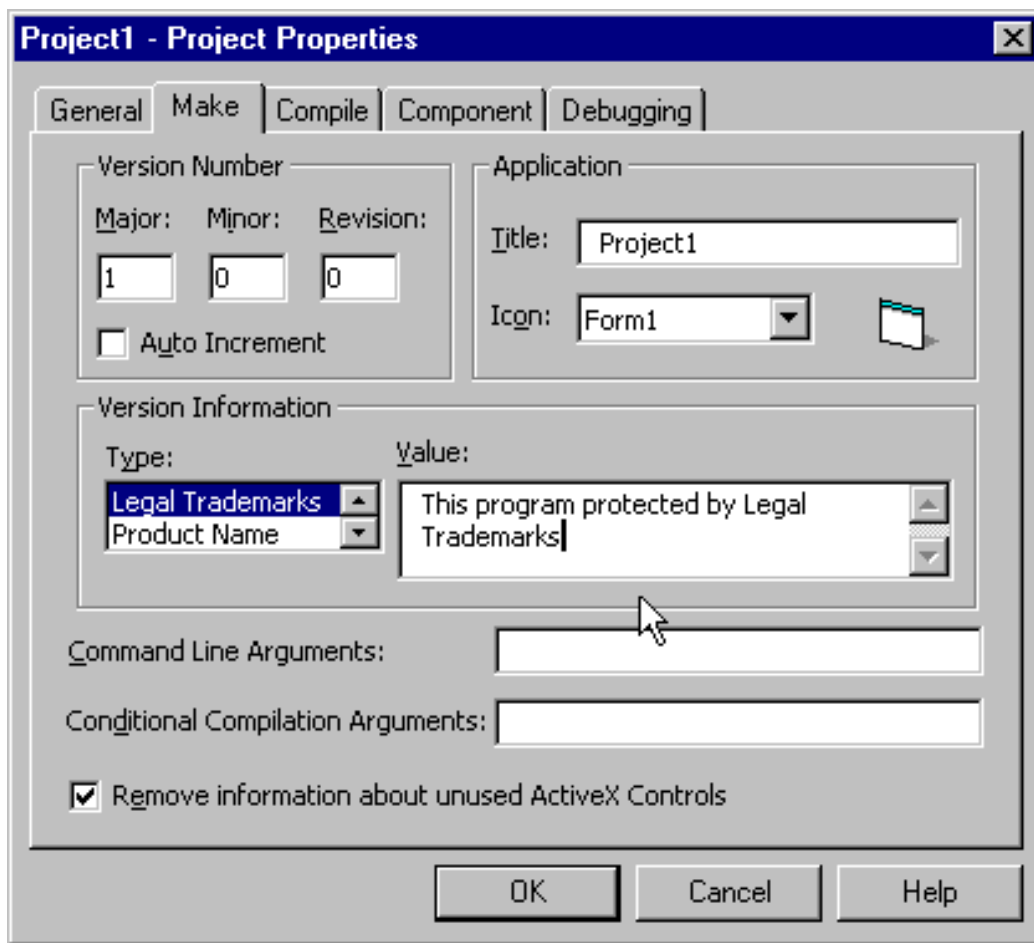 Project1 - Project Properties
General Make Compile Component Debugging
Version Number
Major: Minor: Revision:
1 0 0
Auto Increment
Application
Title: Project1
Icon: Form1
Version Information
Type:
Legal Trademarks
Product Name
Value:
This program protected by Legal
Trademarks
Command Line Arguments:
Conditional Compilation Arguments:
Remove information about unused ActiveX Controls
OK Cancel Help